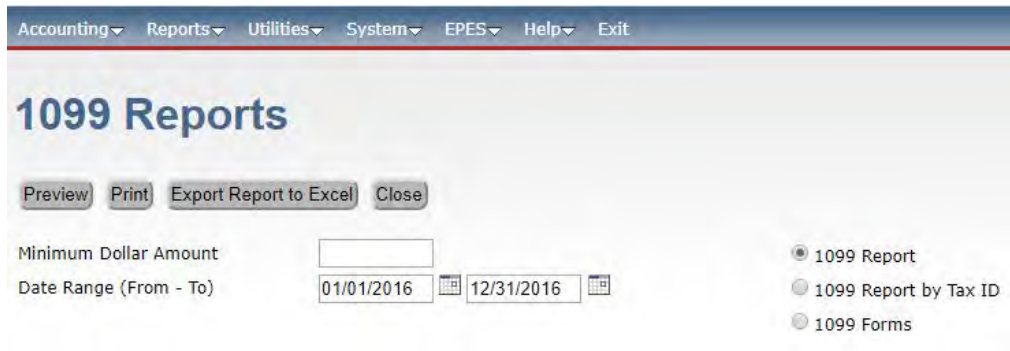 Accounting Reports Utilities System EPES Help Exit
1099 Reports
Preview Print Export Report to Excel Close
Minimum Dollar Amount
1099 Report
Date Range (From - To) 01/01/2016 12/31/2016
1099 Report by Tax ID
1099 Forms